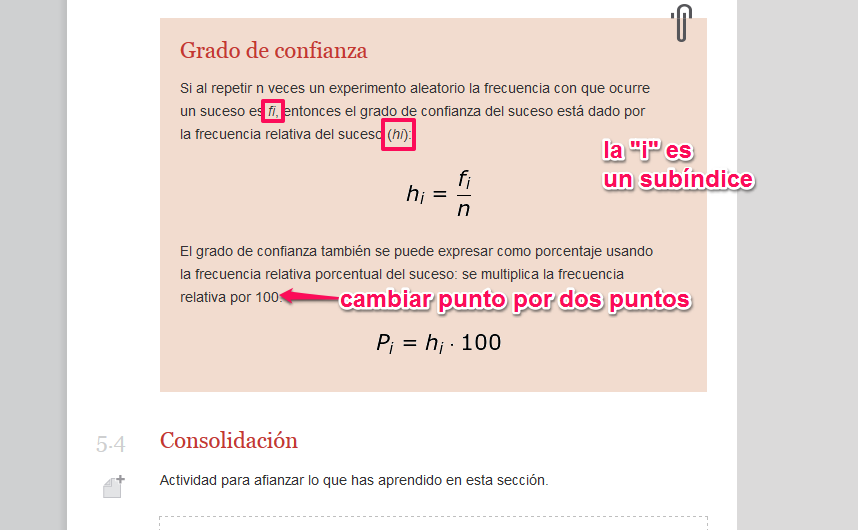 Grado de confianza
Si al repetir n veces un experimento aleatorio la frecuencia con que ocurre
un suceso es fi, entonces el grado de confianza del suceso está dado por
la frecuencia relativa del suceso (hi):
la "i" es
un subíndice
hᵢ = fᵢ / n
El grado de confianza también se puede expresar como porcentaje usando
la frecuencia relativa porcentual del suceso: se multiplica la frecuencia
relativa por 100.
cambiar punto por dos puntos
Pᵢ = hᵢ · 100
5.4 Consolidación
Actividad para afianzar lo que has aprendido en esta sección.